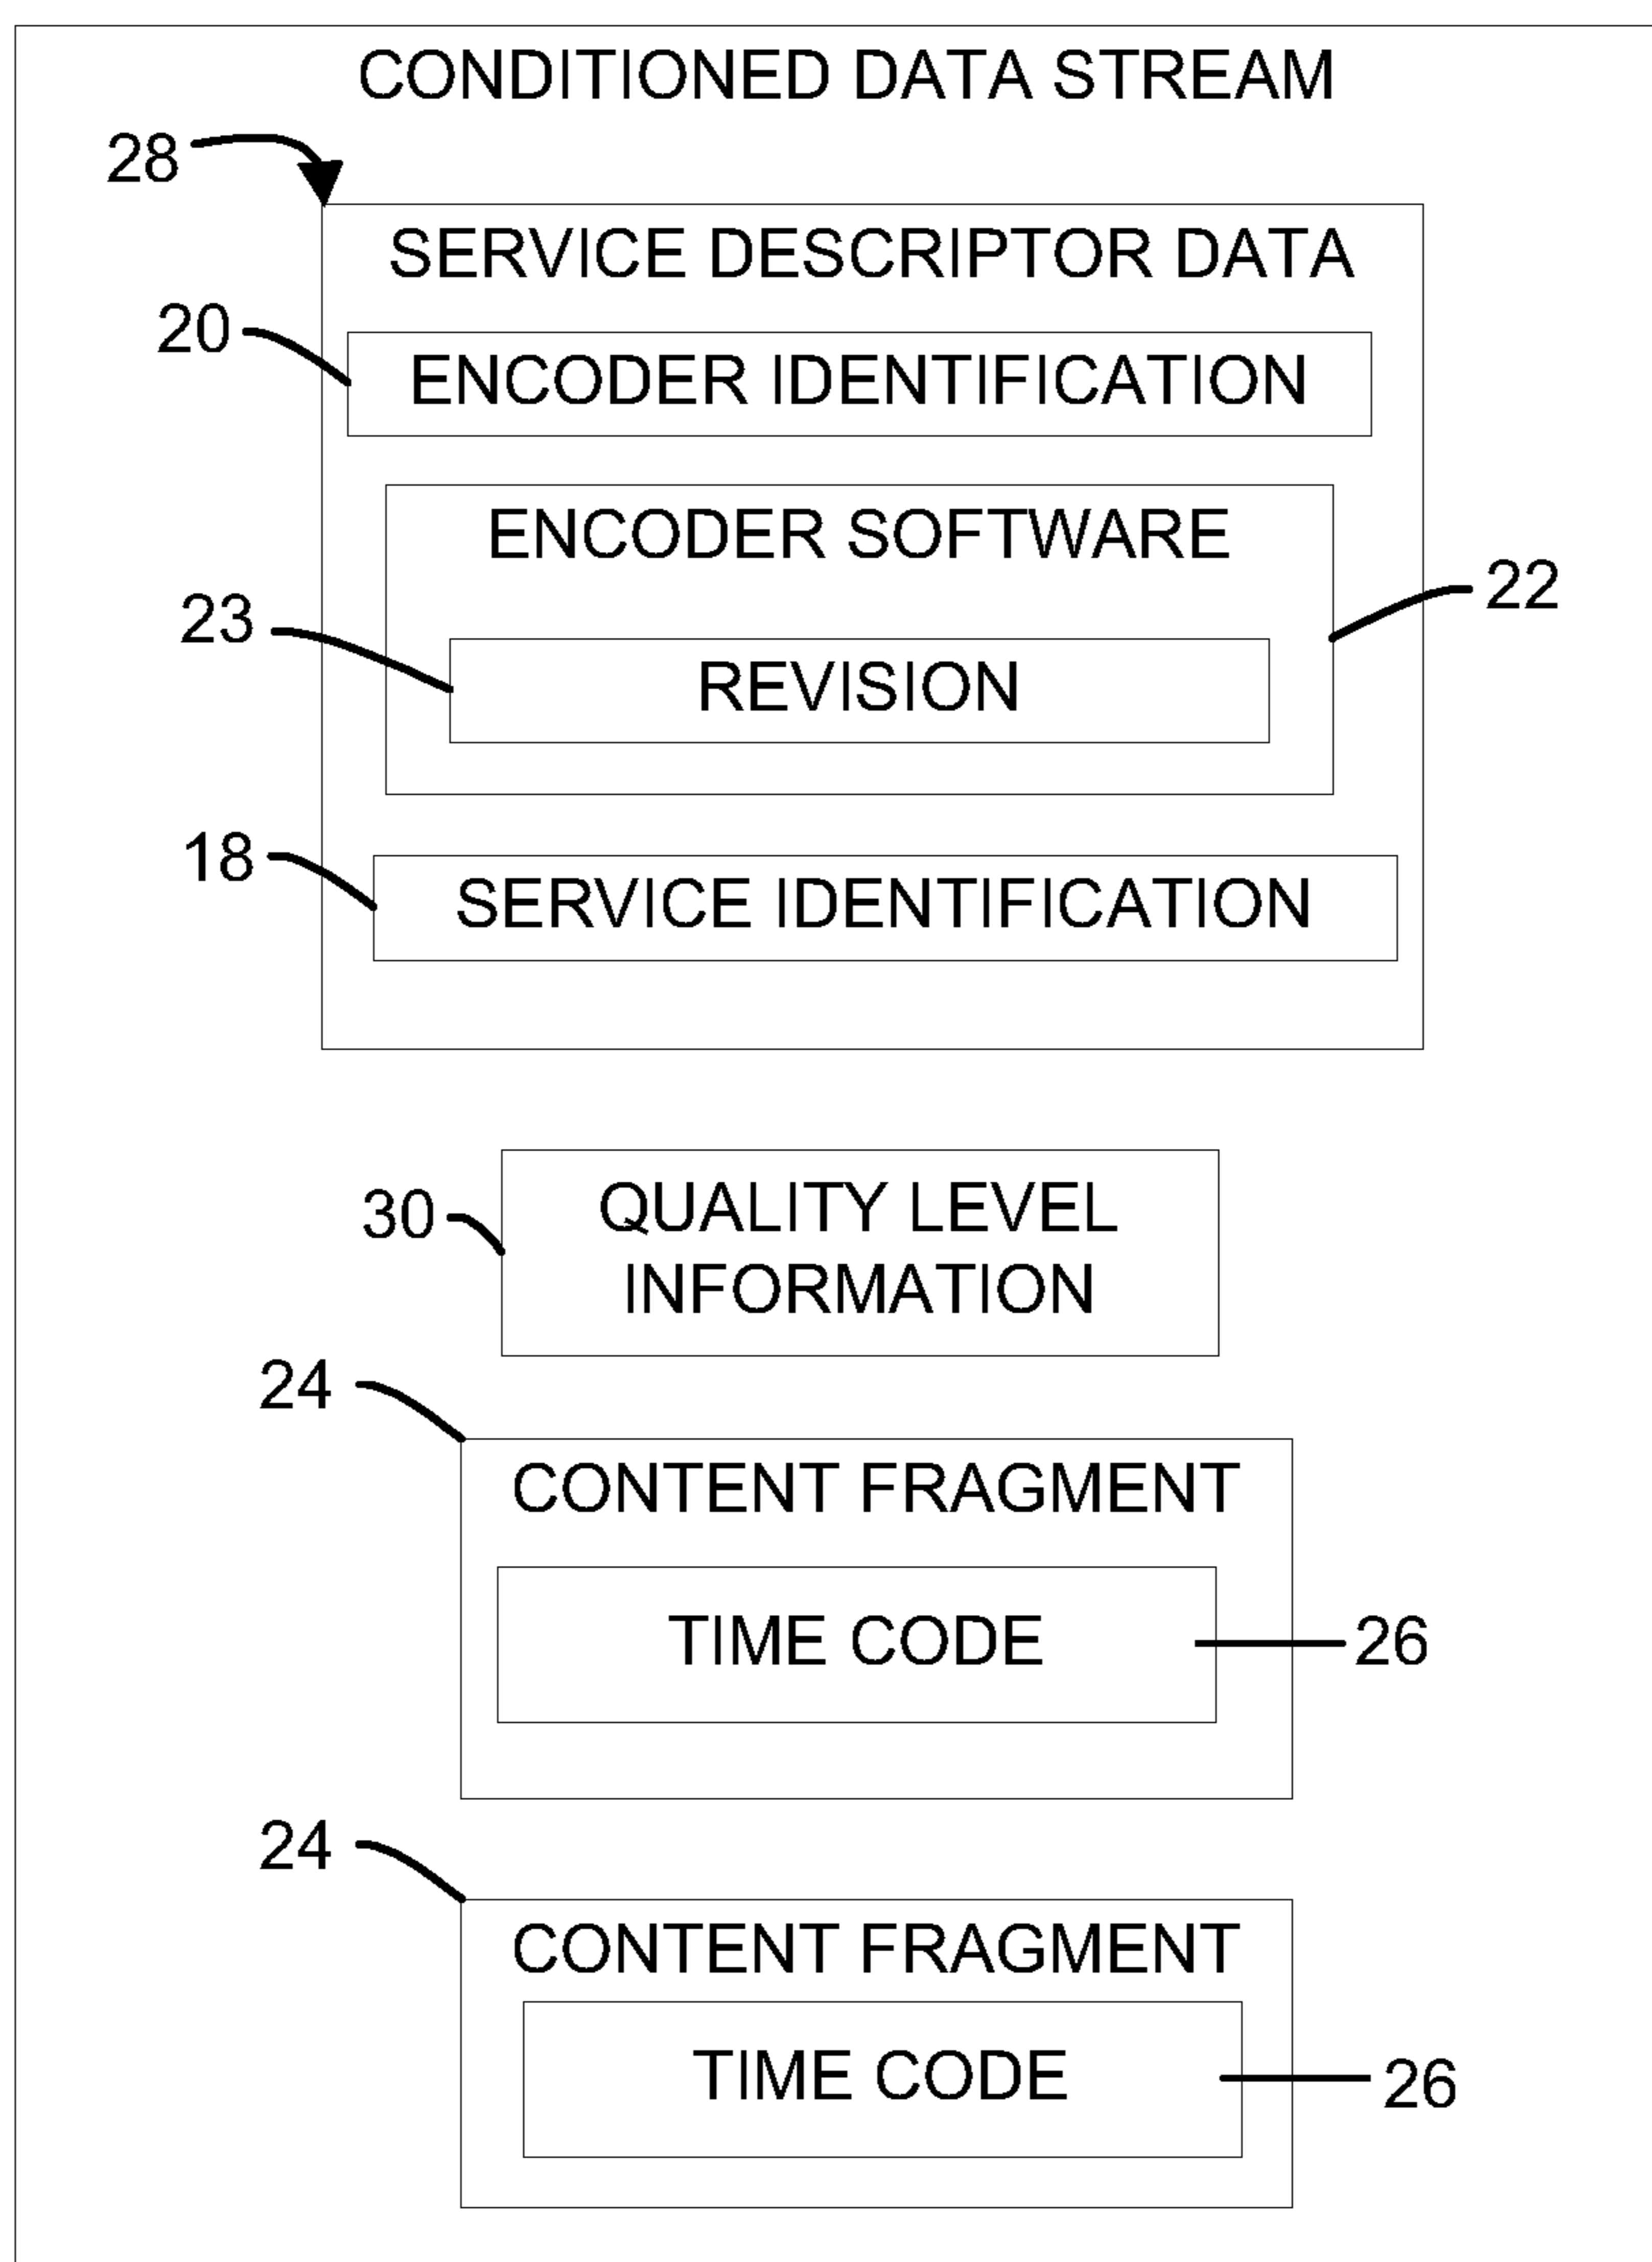 CONDITIONED DATA STREAM
28
SERVICE DESCRIPTOR DATA
20
ENCODER IDENTIFICATION
ENCODER SOFTWARE
22
23
REVISION
18
SERVICE IDENTIFICATION
30
QUALITY LEVEL
INFORMATION
24
CONTENT FRAGMENT
TIME CODE
26
24
CONTENT FRAGMENT
TIME CODE
26